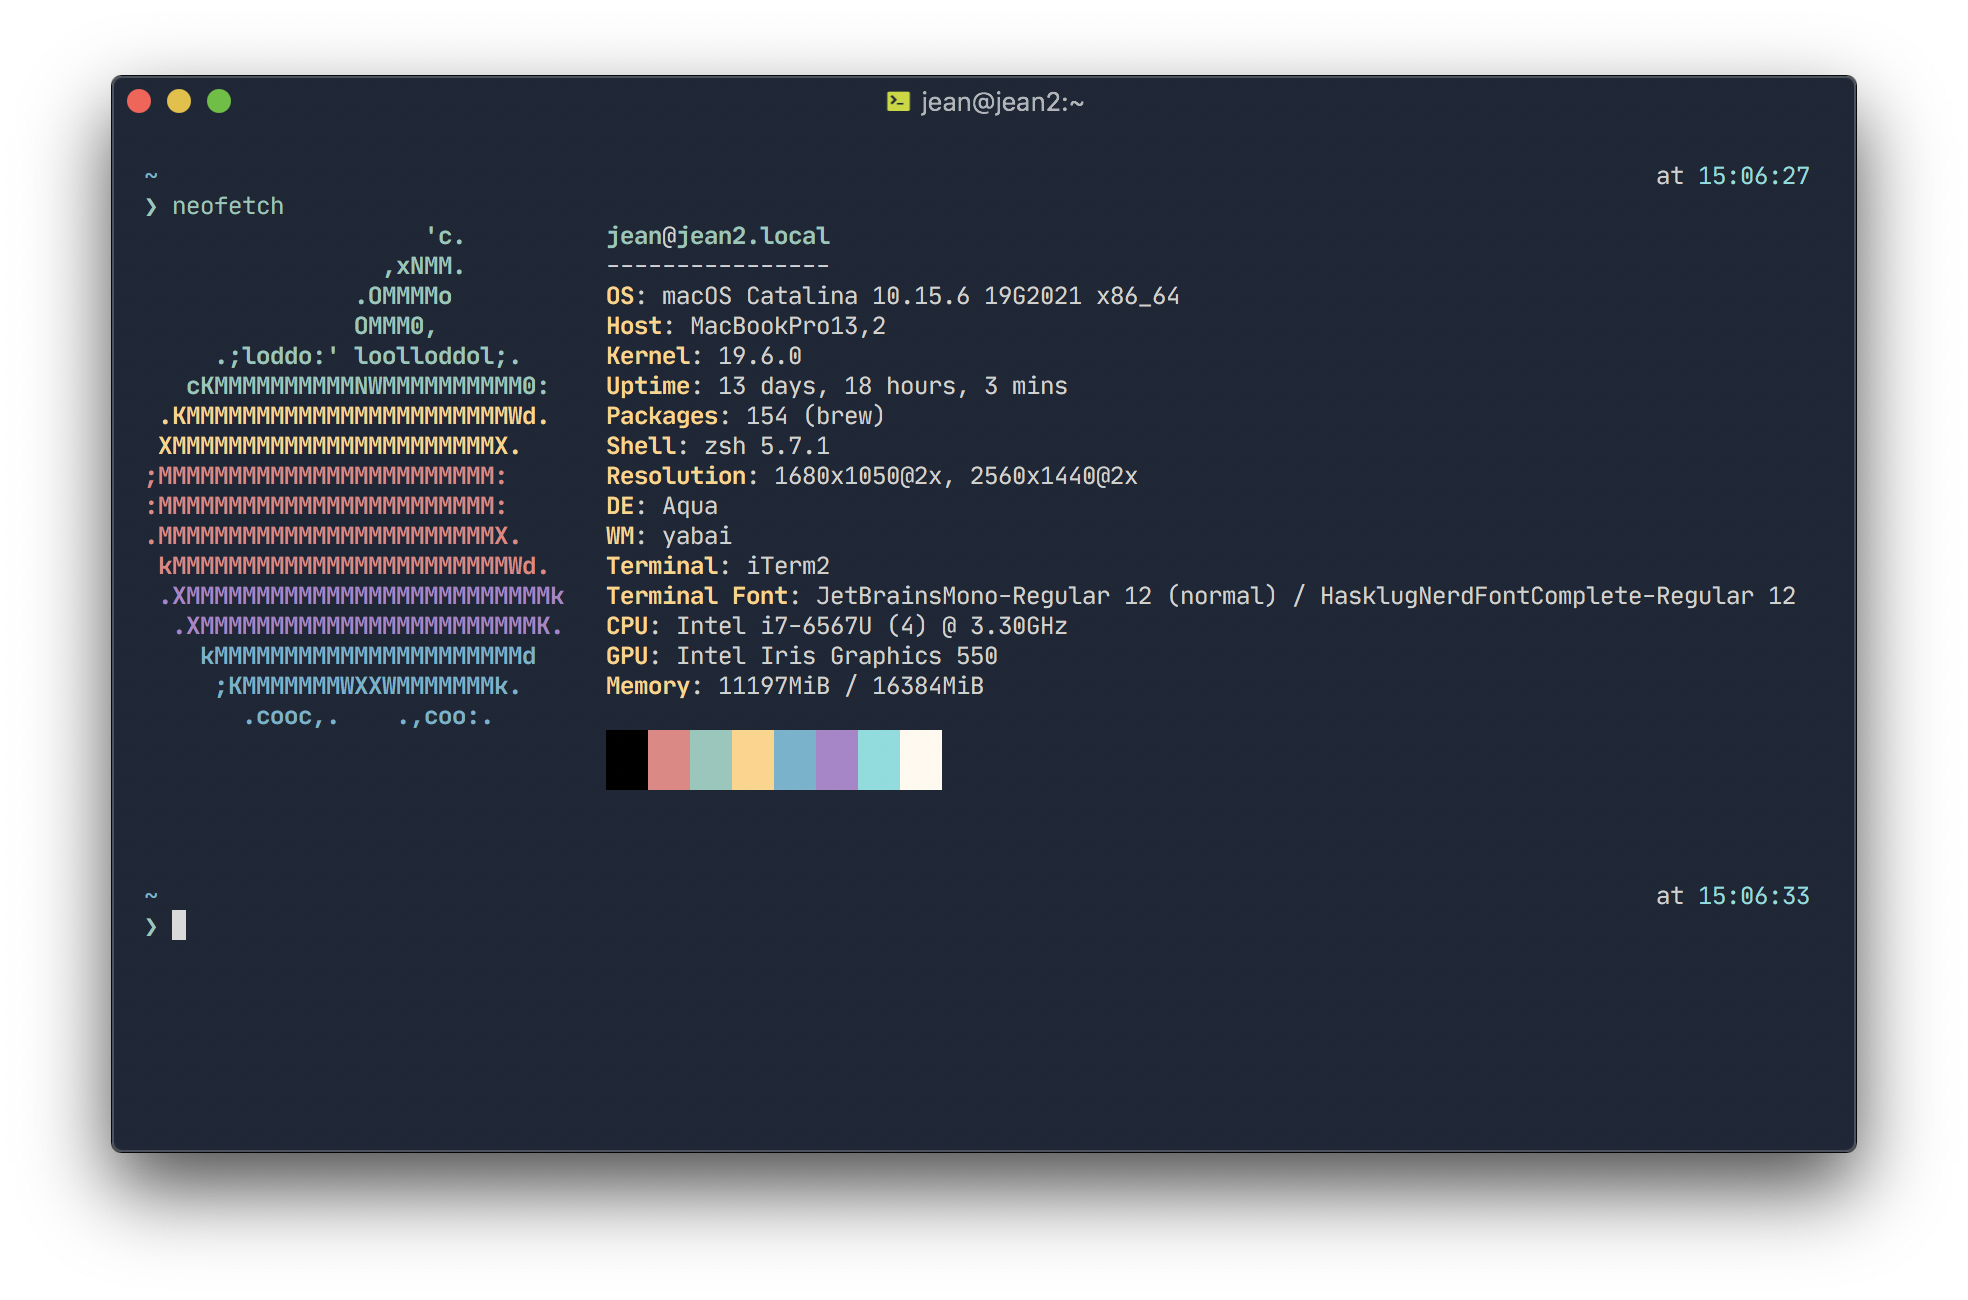 jean@jean2:~
~ at 15:06:27
❯ neofetch
'c. jean@jean2.local
,xNMM. ----------------
.OMMMMo OS: macOS Catalina 10.15.6 19G2021 x86_64
OMMM0, Host: MacBookPro13,2
.;loddo:' loolloddol;. Kernel: 19.6.0
cKMMMMMMMMMMNWMMMMMMMMMM0: Uptime: 13 days, 18 hours, 3 mins
.KMMMMMMMMMMMMMMMMMMMMMMMWd. Packages: 154 (brew)
XMMMMMMMMMMMMMMMMMMMMMMMX. Shell: zsh 5.7.1
;MMMMMMMMMMMMMMMMMMMMMMMM: Resolution: 1680x1050@2x, 2560x1440@2x
:MMMMMMMMMMMMMMMMMMMMMMMM: DE: Aqua
.MMMMMMMMMMMMMMMMMMMMMMMMX. WM: yabai
kMMMMMMMMMMMMMMMMMMMMMMMMWd. Terminal: iTerm2
.XMMMMMMMMMMMMMMMMMMMMMMMMMMk Terminal Font: JetBrainsMono-Regular 12 (normal) / HasklugNerdFontComplete-Regular 12
.XMMMMMMMMMMMMMMMMMMMMMMMMK. CPU: Intel i7-6567U (4) @ 3.30GHz
kMMMMMMMMMMMMMMMMMMMMMMd GPU: Intel Iris Graphics 550
;KMMMMMMMWXXWMMMMMMMk. Memory: 11197MiB / 16384MiB
.cooc,. .,coo:.
~ at 15:06:33
❯